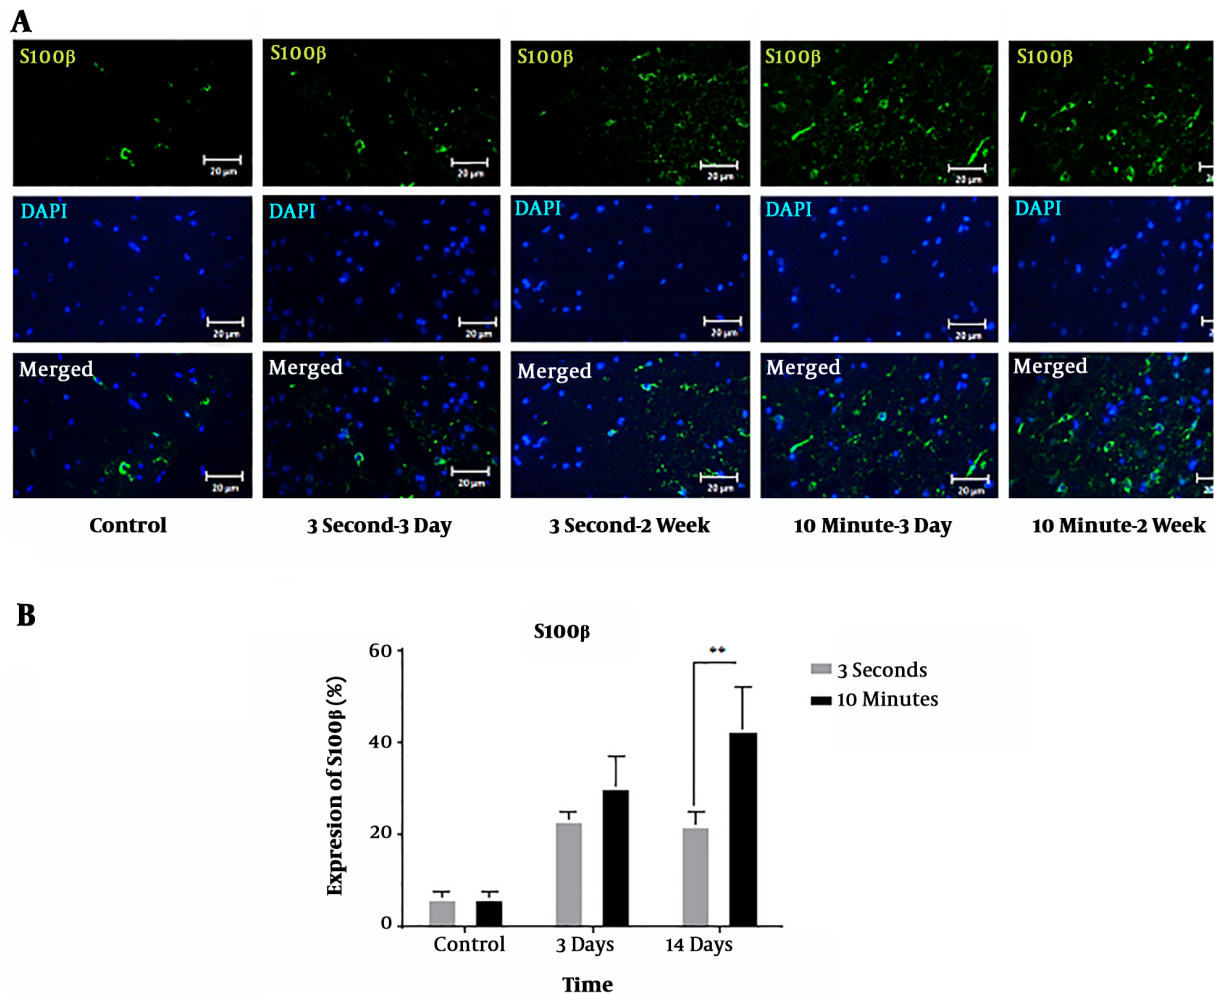 A
S100β S100β S100β S100β S100β
20 µm 20 µm 20 µm 20 µm
DAPI DAPI DAPI DAPI DAPI
20 µm 20 µm 20 µm 20 µm
Merged Merged Merged Merged Merged
20 µm 20 µm 20 µm 20 µm
Control 3 Second-3 Day 3 Second-2 Week 10 Minute-3 Day 10 Minute-2 Week
B
S100β
**
3 Seconds
10 Minutes
Expresion of S100β (%)
60
40
20
0
Control 3 Days 14 Days
Time